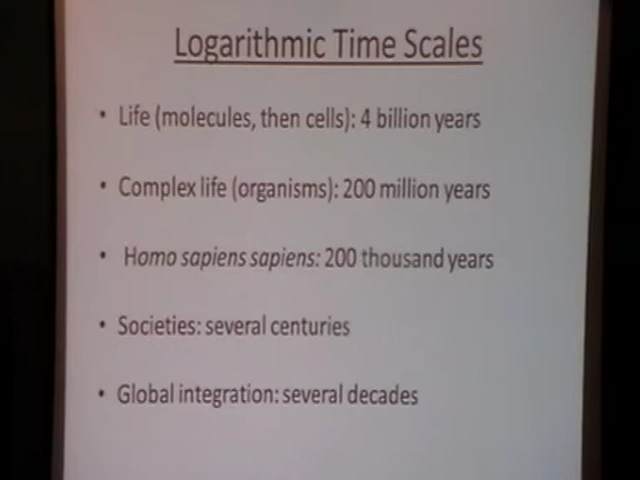 Logarithmic Time Scales
• Life (molecules, then cells): 4 billion years
• Complex life (organisms): 200 million years
• Homo sapiens sapiens: 200 thousand years
• Societies: several centuries
• Global integration: several decades